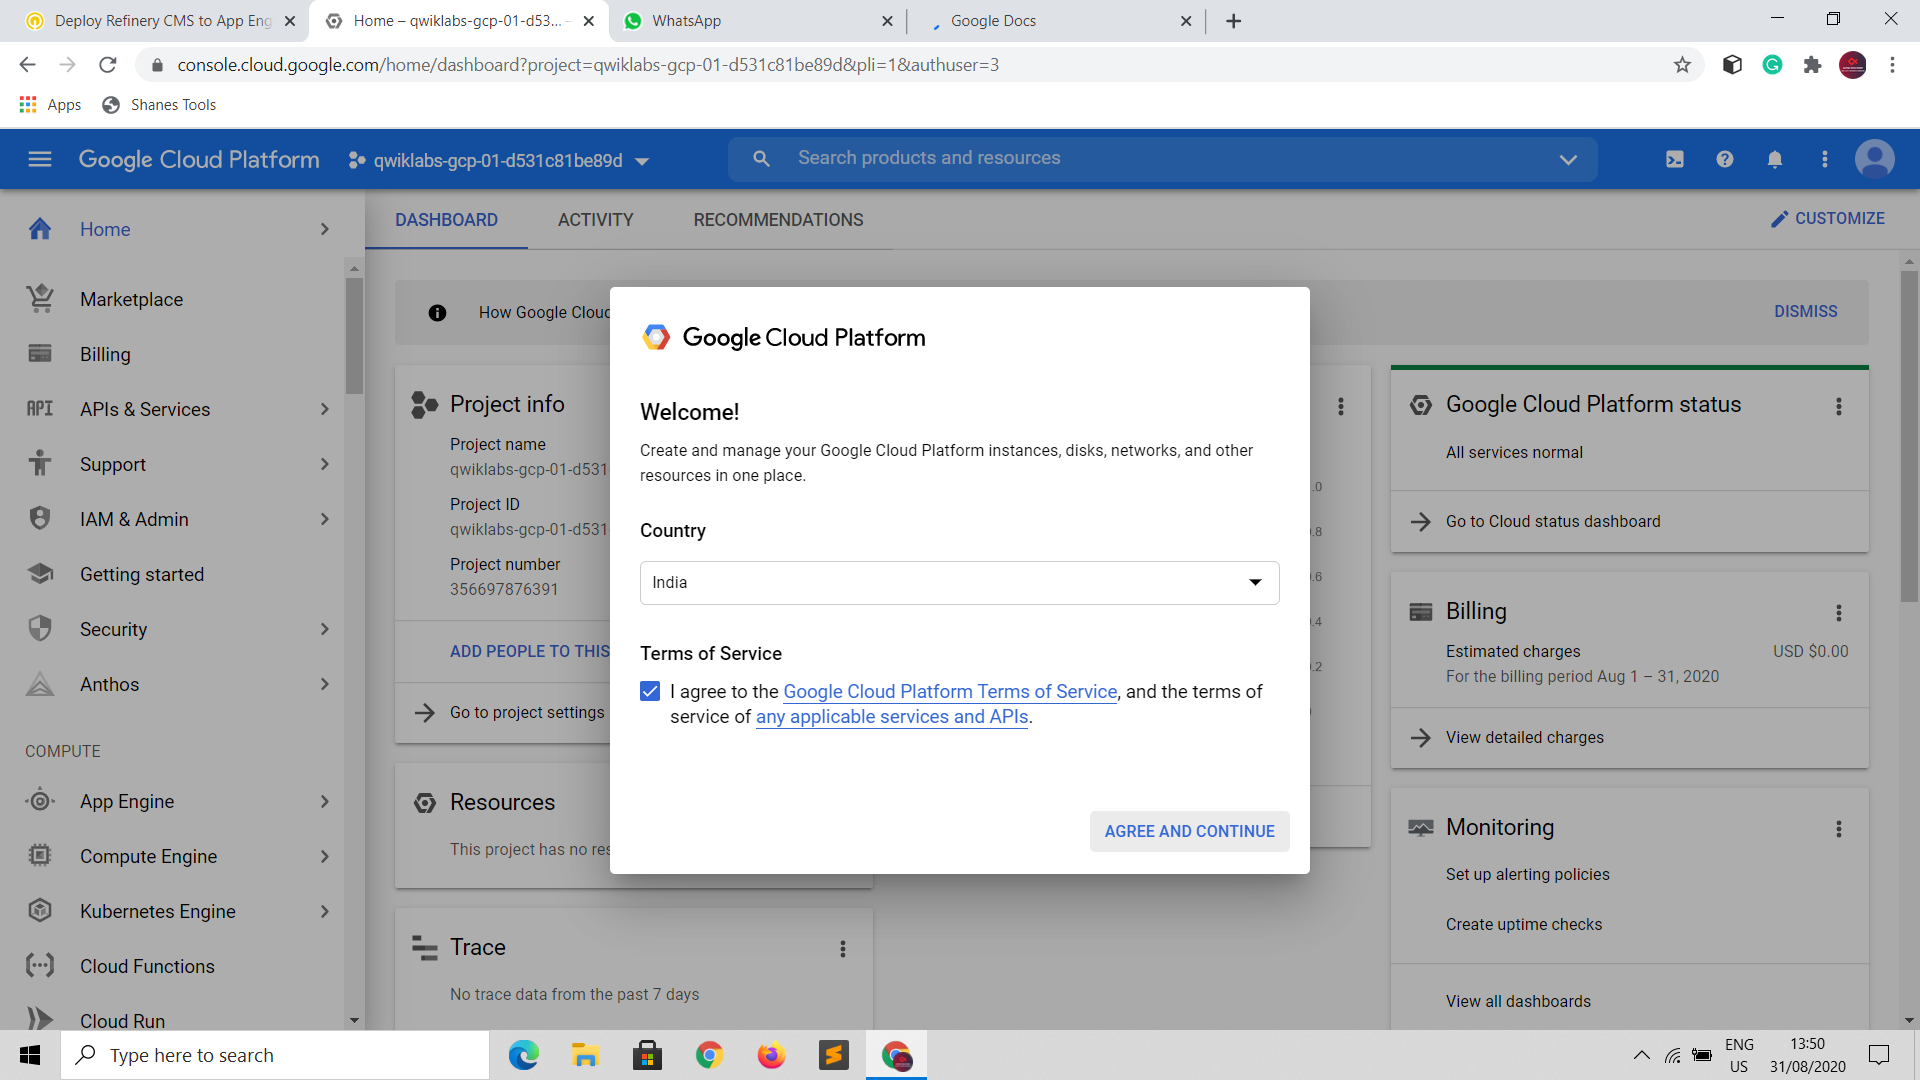 Deploy Refinery CMS to App Eng
Home – qwiklabs-gcp-01-d53... –
WhatsApp
Google Docs
console.cloud.google.com/home/dashboard?project=qwiklabs-gcp-01-d531c81be89d&pli=1&authuser=3
Apps
Shanes Tools
Google Cloud Platform
qwiklabs-gcp-01-d531c81be89d
Search products and resources
Home
Marketplace
Billing
API
APIs & Services
Support
IAM & Admin
Getting started
Security
Anthos
COMPUTE
App Engine
Compute Engine
Kubernetes Engine
Cloud Functions
Cloud Run
DASHBOARD
ACTIVITY
RECOMMENDATIONS
CUSTOMIZE
How Google Cloud
DISMISS
Project info
Project name
qwiklabs-gcp-01-d531
Project ID
qwiklabs-gcp-01-d531
Project number
356697876391
ADD PEOPLE TO THIS
Go to project settings
Resources
This project has no res
Trace
No trace data from the past 7 days
Google Cloud Platform
Welcome!
Create and manage your Google Cloud Platform instances, disks, networks, and other
resources in one place.
Country
India
Terms of Service
I agree to the Google Cloud Platform Terms of Service, and the terms of
service of any applicable services and APIs.
AGREE AND CONTINUE
.0
.8
.6
.4
.2
Google Cloud Platform status
All services normal
Go to Cloud status dashboard
Billing
Estimated charges
USD $0.00
For the billing period Aug 1 – 31, 2020
View detailed charges
Monitoring
Set up alerting policies
Create uptime checks
View all dashboards
Type here to search
ENG
US
13:50
31/08/2020